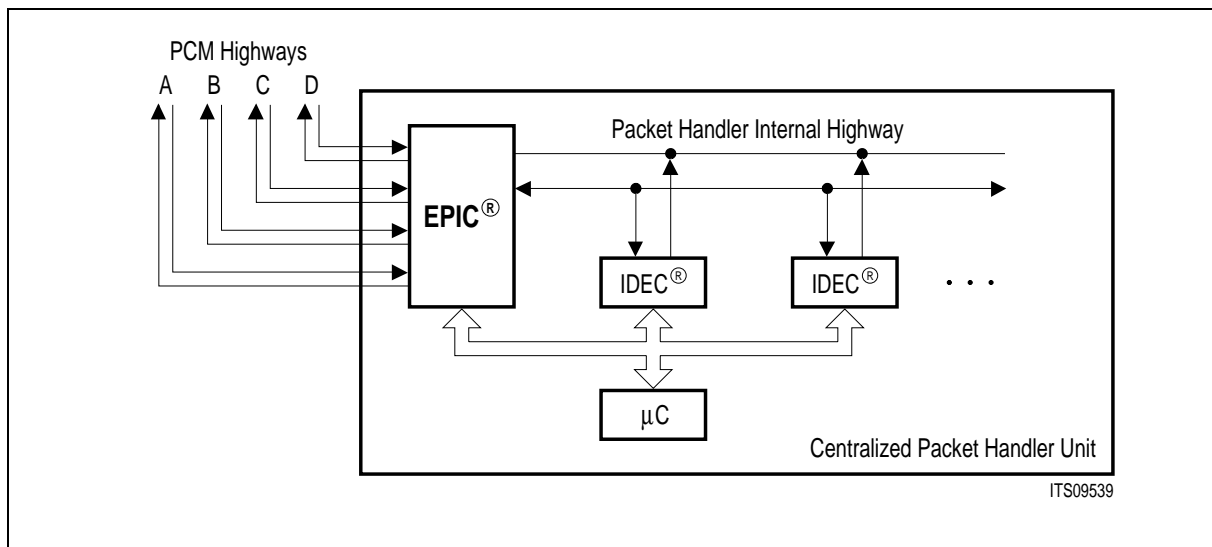 PCM Highways
A B C D
Packet Handler Internal Highway
EPIC®
IDEC® IDEC® . . .
μC
Centralized Packet Handler Unit
ITS09539